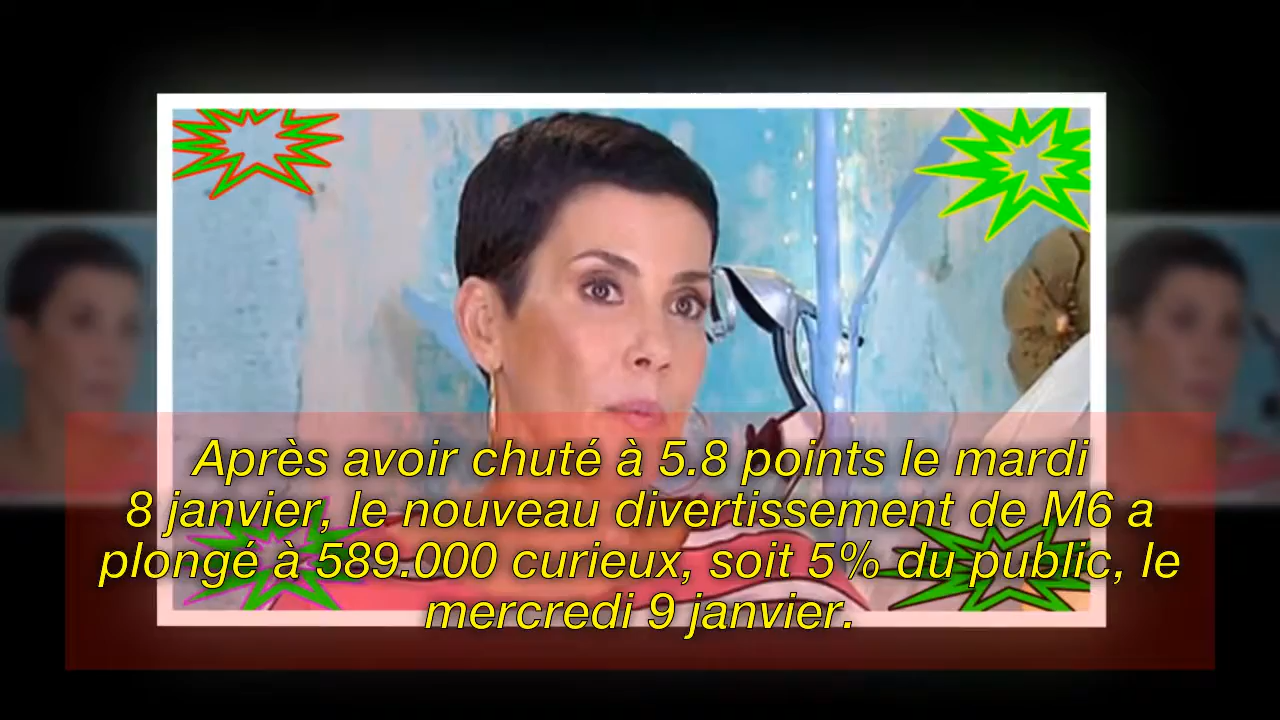 Après avoir chuté à 5.8 points le mardi
8 janvier, le nouveau divertissement de M6 a
plongé à 589.000 curieux, soit 5% du public, le
mercredi 9 janvier.